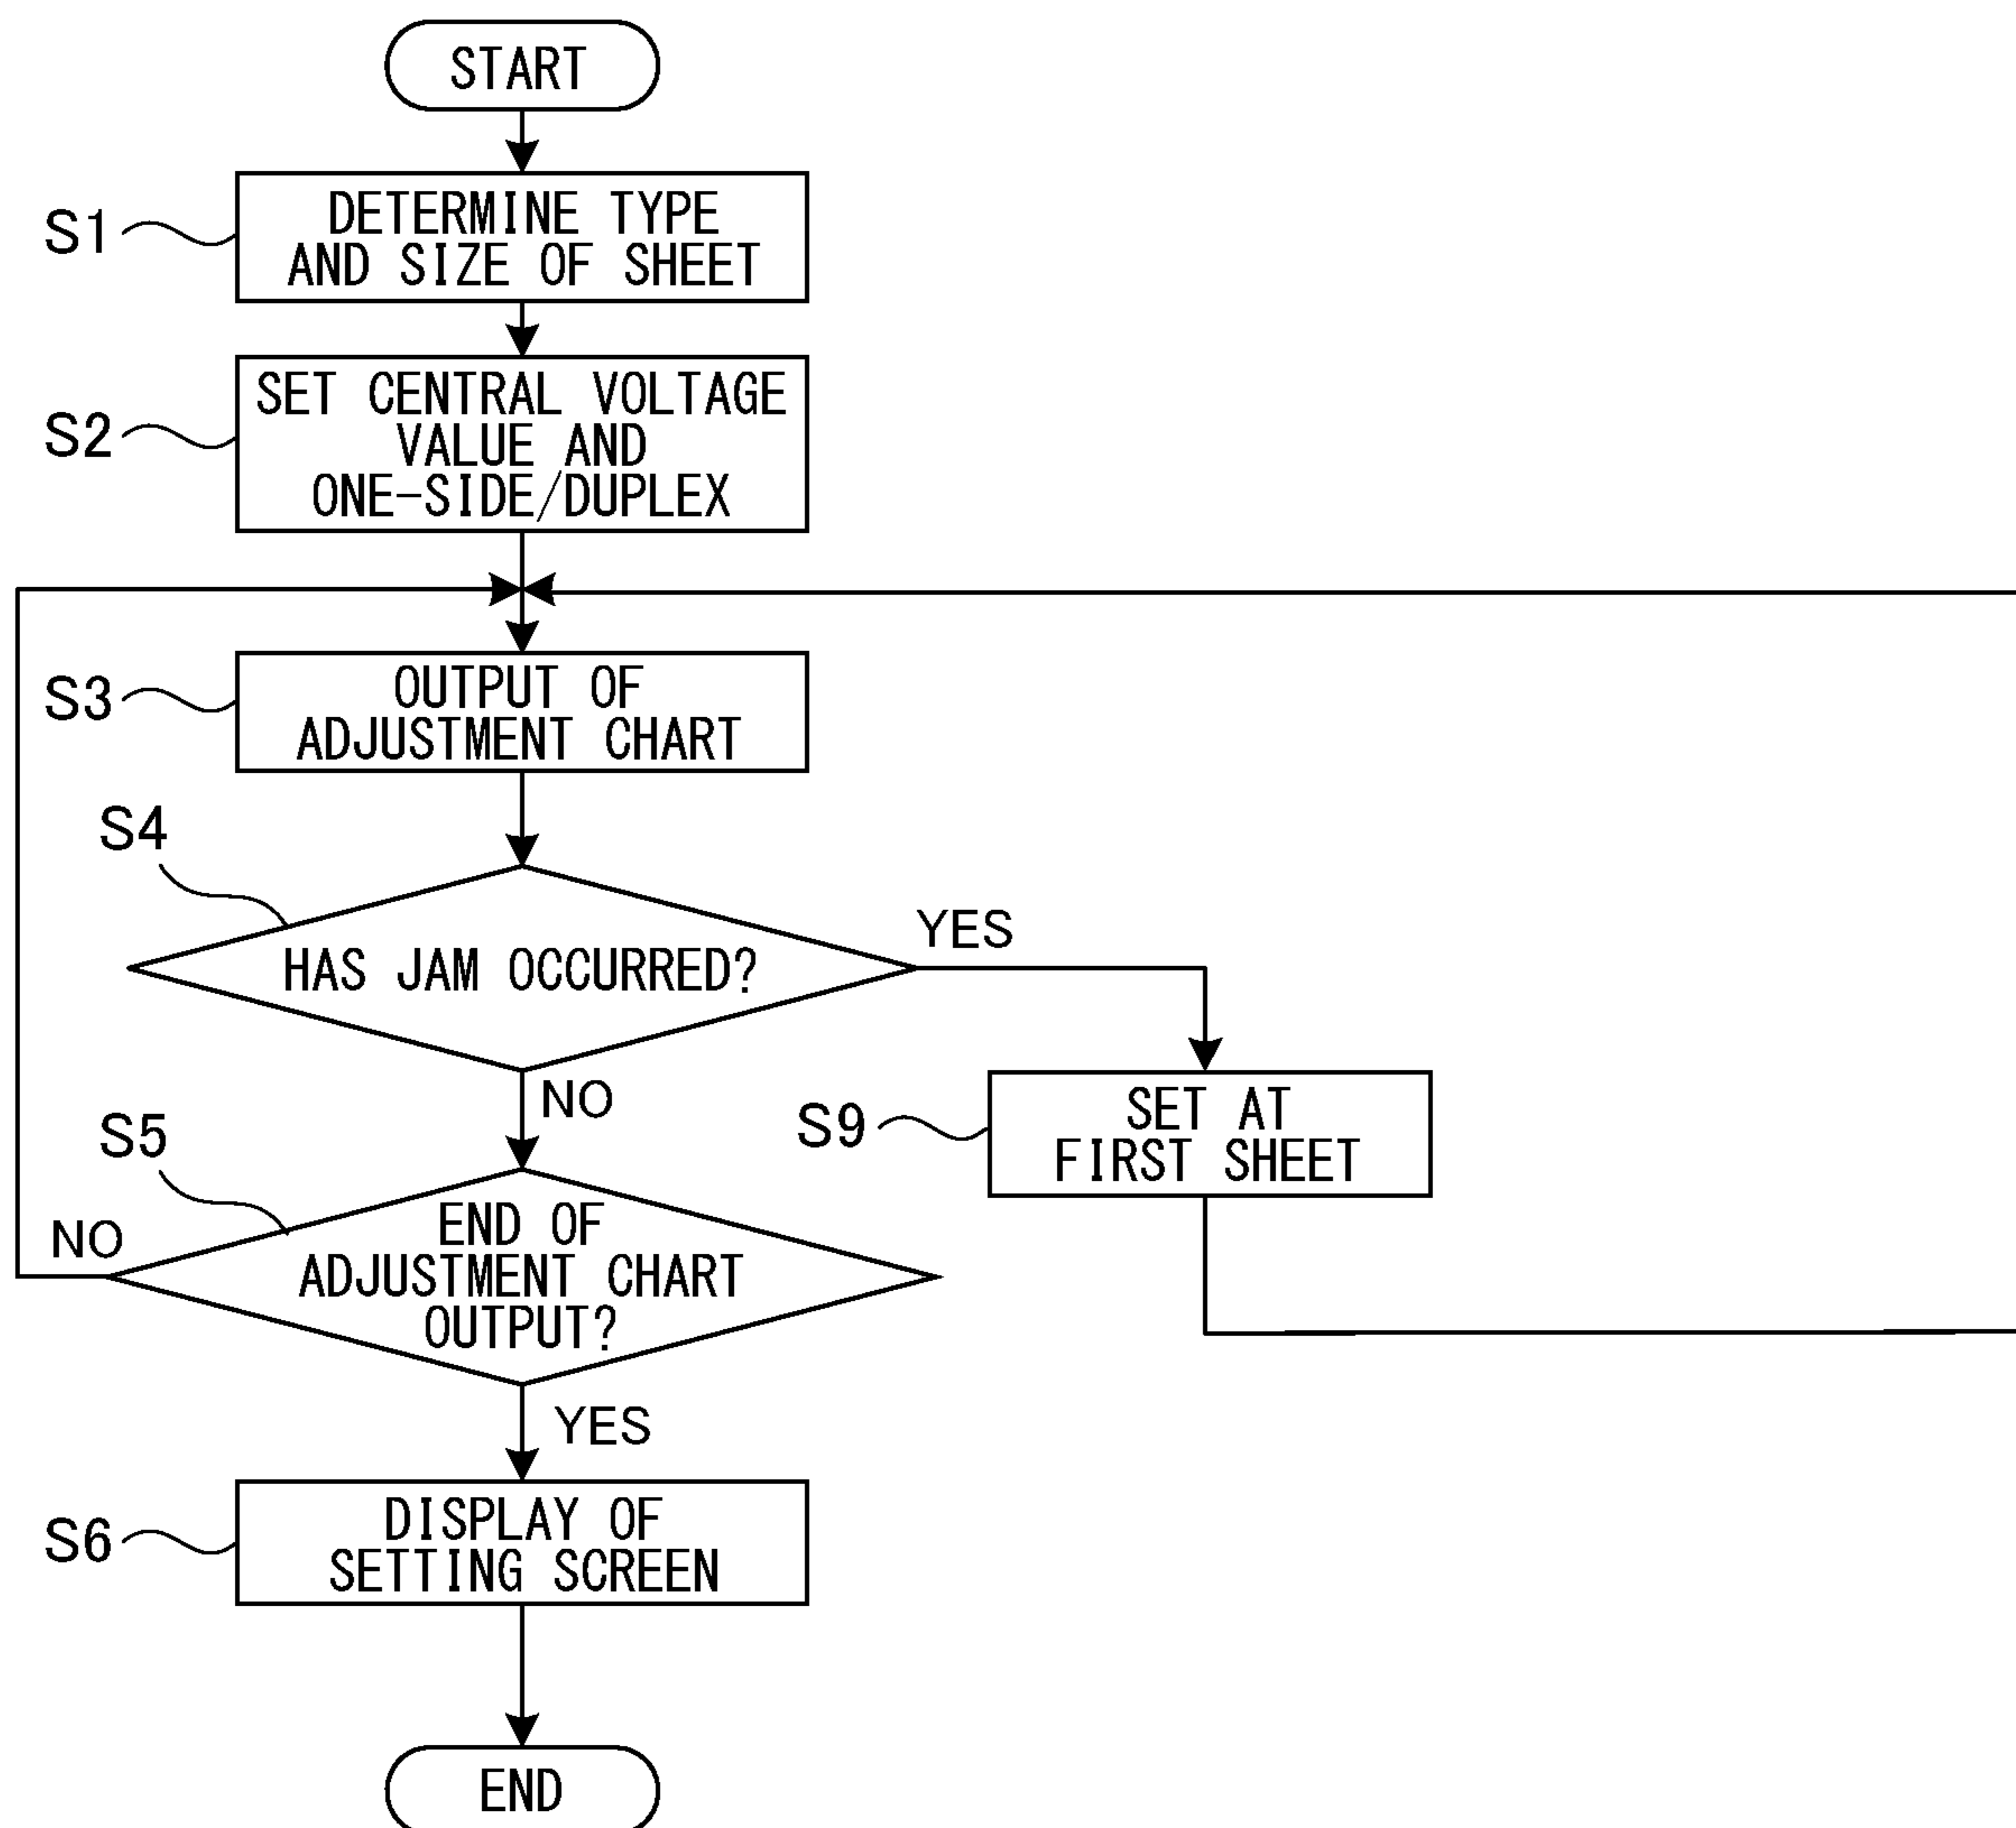 START
S1
DETERMINE TYPE
AND SIZE OF SHEET
S2
SET CENTRAL VOLTAGE
VALUE AND
ONE-SIDE/DUPLEX
S3
OUTPUT OF
ADJUSTMENT CHART
S4
HAS JAM OCCURRED?
YES
NO
S9
SET AT
FIRST SHEET
S5
NO
END OF
ADJUSTMENT CHART
OUTPUT?
YES
S6
DISPLAY OF
SETTING SCREEN
END